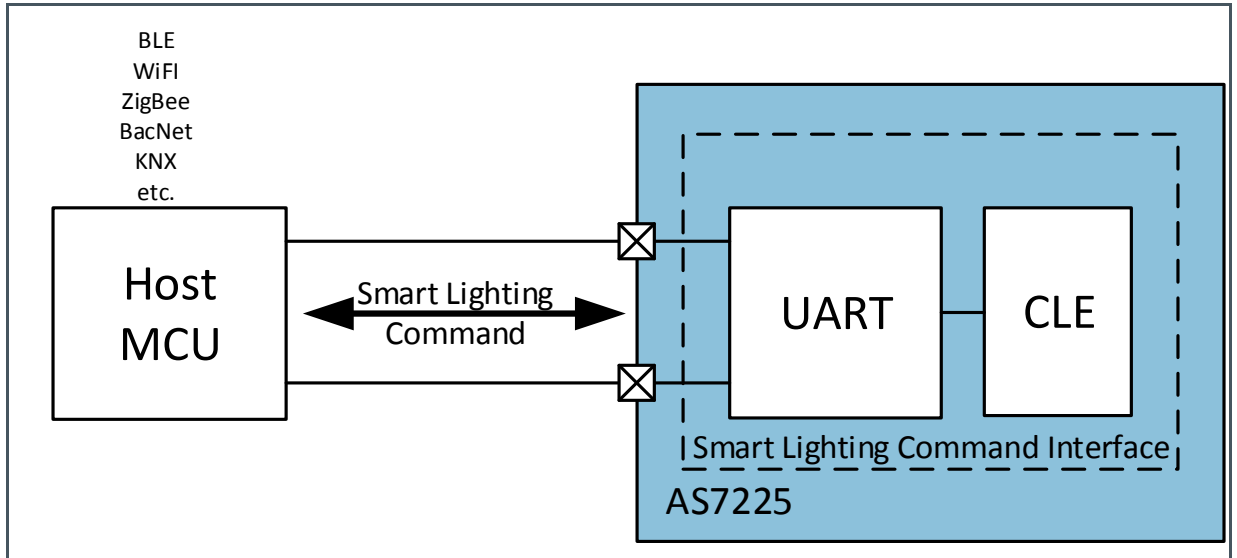 BLE
WiFI
ZigBee
BacNet
KNX
etc.
Host
MCU
Smart Lighting
Command
UART
CLE
Smart Lighting Command Interface
AS7225